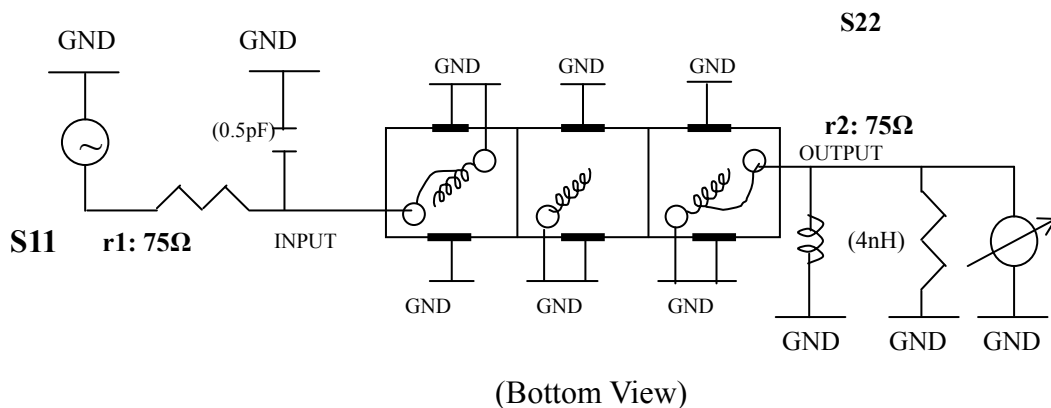 S22
GND
GND
GND
GND
GND
(0.5pF)
r2: 75Ω
OUTPUT
S11
r1: 75Ω
INPUT
(4nH)
GND
GND
GND
GND
GND
GND
(Bottom View)